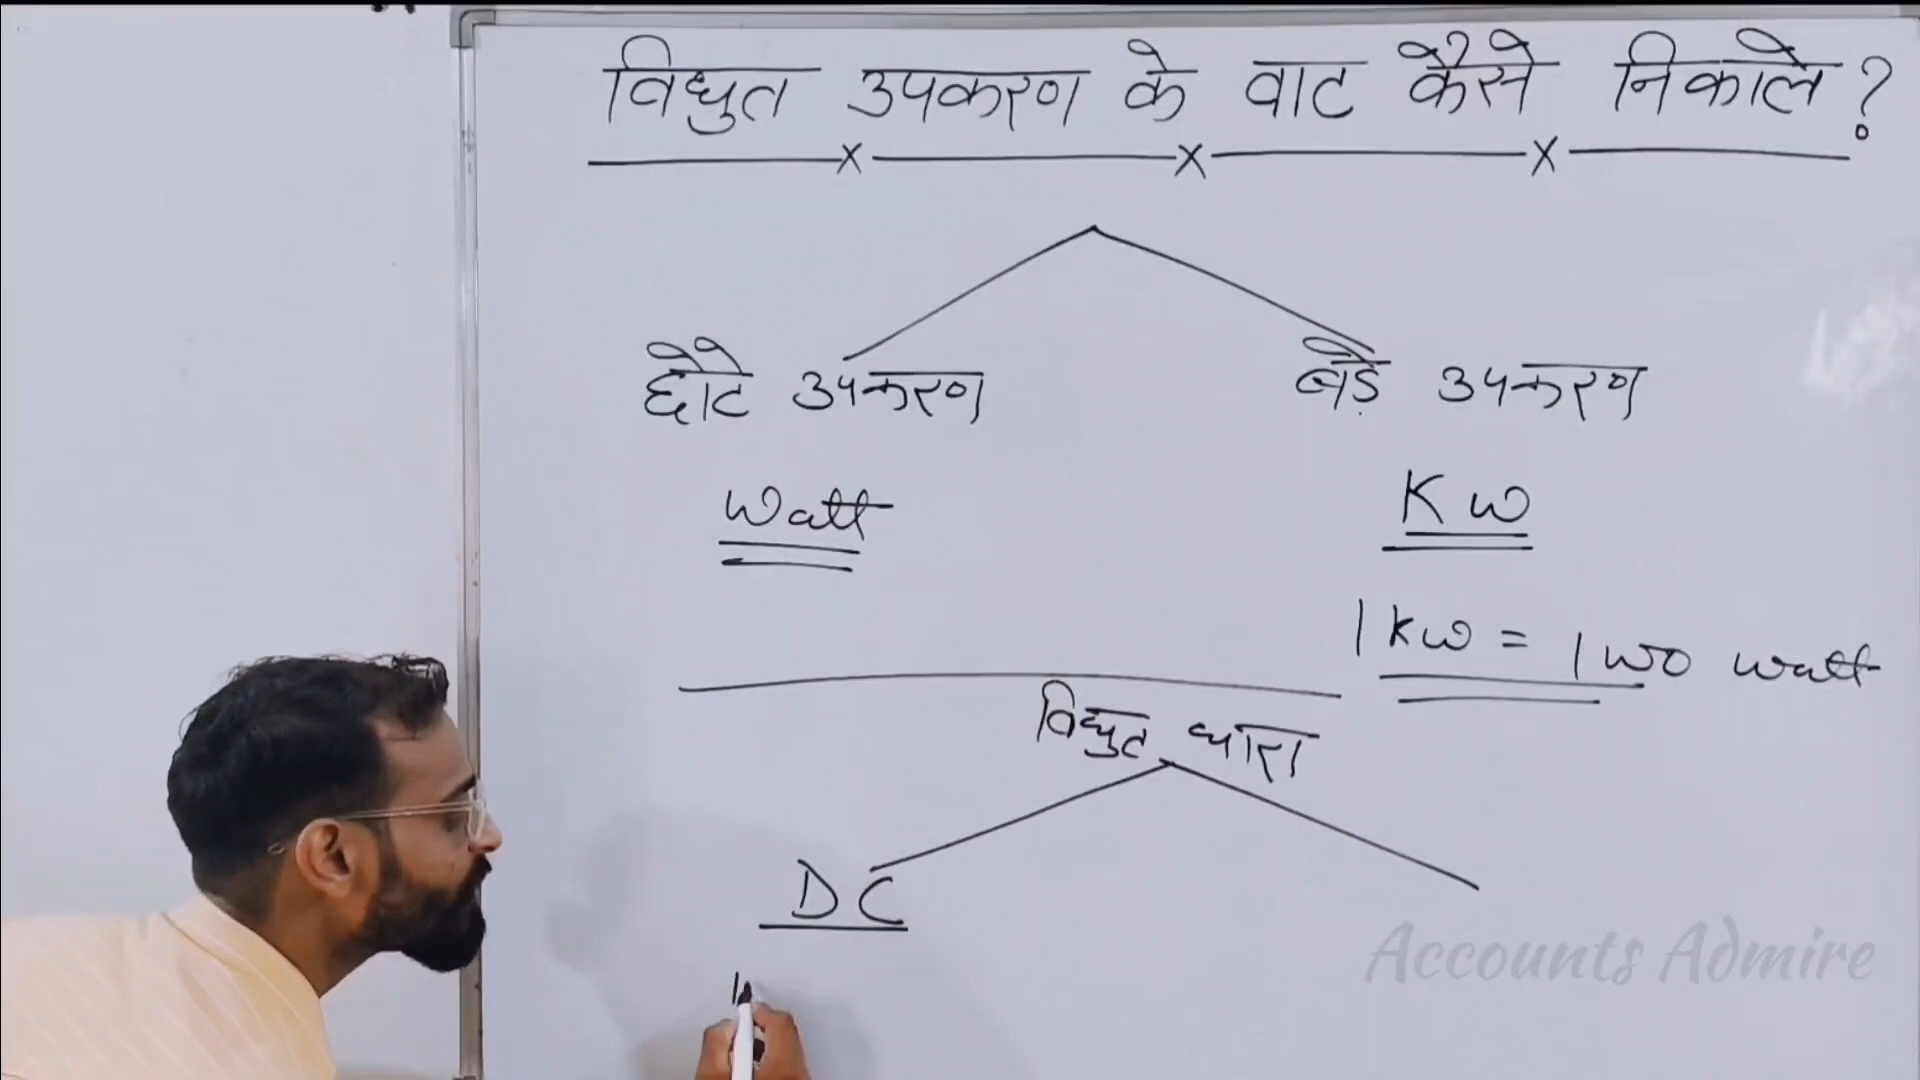 विधुत उपकरण के वाट कैसे निकाले ?
छोटे उपकरण
बड़े उपकरण
Watt
KW
1 KW = 1000 watt
विधुत धारा
DC
Accounts Admire